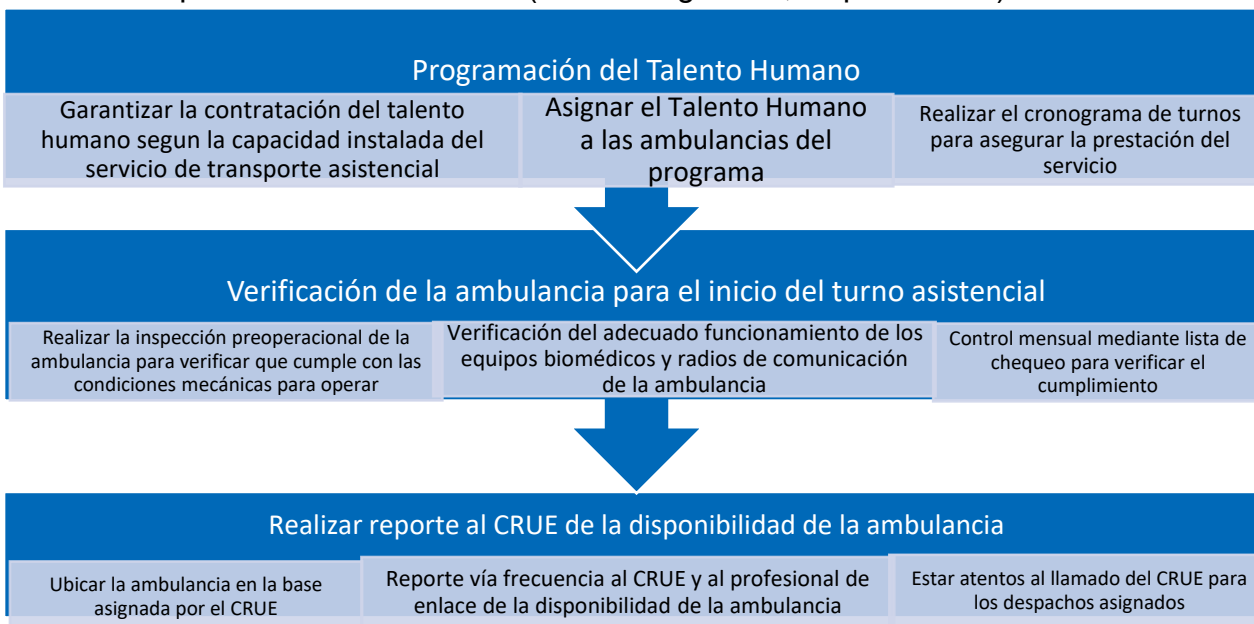 Programación del Talento Humano
Garantizar la contratación del talento
humano segun la capacidad instalada del
servicio de transporte asistencial
Asignar el Talento Humano
a las ambulancias del
programa
Realizar el cronograma de turnos
para asegurar la prestación del
servicio
Verificación de la ambulancia para el inicio del turno asistencial
Realizar la inspección preoperacional de la
ambulancia para verificar que cumple con las
condiciones mecánicas para operar
Verificación del adecuado funcionamiento de los
equipos biomédicos y radios de comunicación
de la ambulancia
Control mensual mediante lista de
chequeo para verificar el
cumplimiento
Realizar reporte al CRUE de la disponibilidad de la ambulancia
Ubicar la ambulancia en la base
asignada por el CRUE
Reporte vía frecuencia al CRUE y al profesional de
enlace de la disponibilidad de la ambulancia
Estar atentos al llamado del CRUE para
los despachos asignados